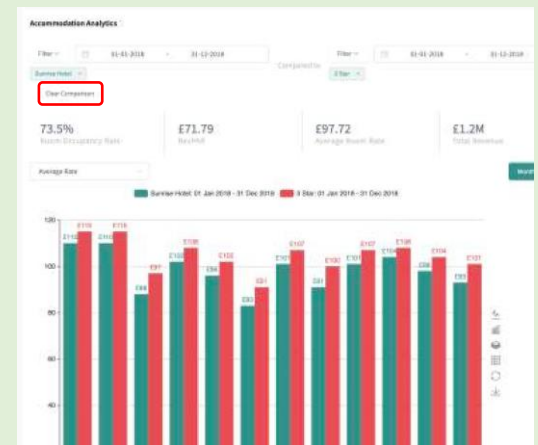 Accommodation Analytics
Filter 01-01-2018 - 31-12-2018 Compared to Filter 01-01-2018 - 31-12-2018
Sunrise Hotel × 3 Star ×
Clear Comparison
73.5% £71.79 £97.72 £1.2M
Room Occupancy Rate RevPAR Average Room Rate Total Revenue
Average Rate Month
Sunrise Hotel: 01 Jan 2018 - 31 Dec 2018 3 Star: 01 Jan 2018 - 31 Dec 2018
120
£115 £115
£110 £110
£108 £107 £107 £108
£102 £102 £101 £101 £104 £104
100
£97 £96 £100 £98 £101
£88 £91 £91 £93
£83
80
60
40